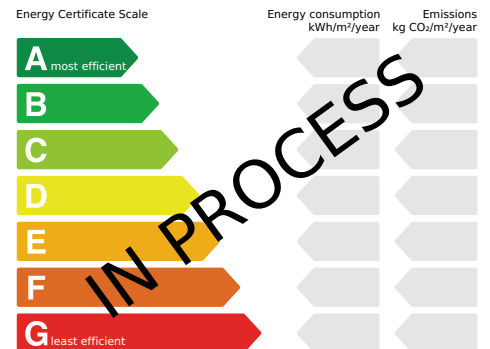 Energy Certificate Scale
Energy consumption
kWh/m²/year
Emissions
kg CO₂/m²/year
A most efficient
B
C
D
E
F
G least efficient
IN PROCESS